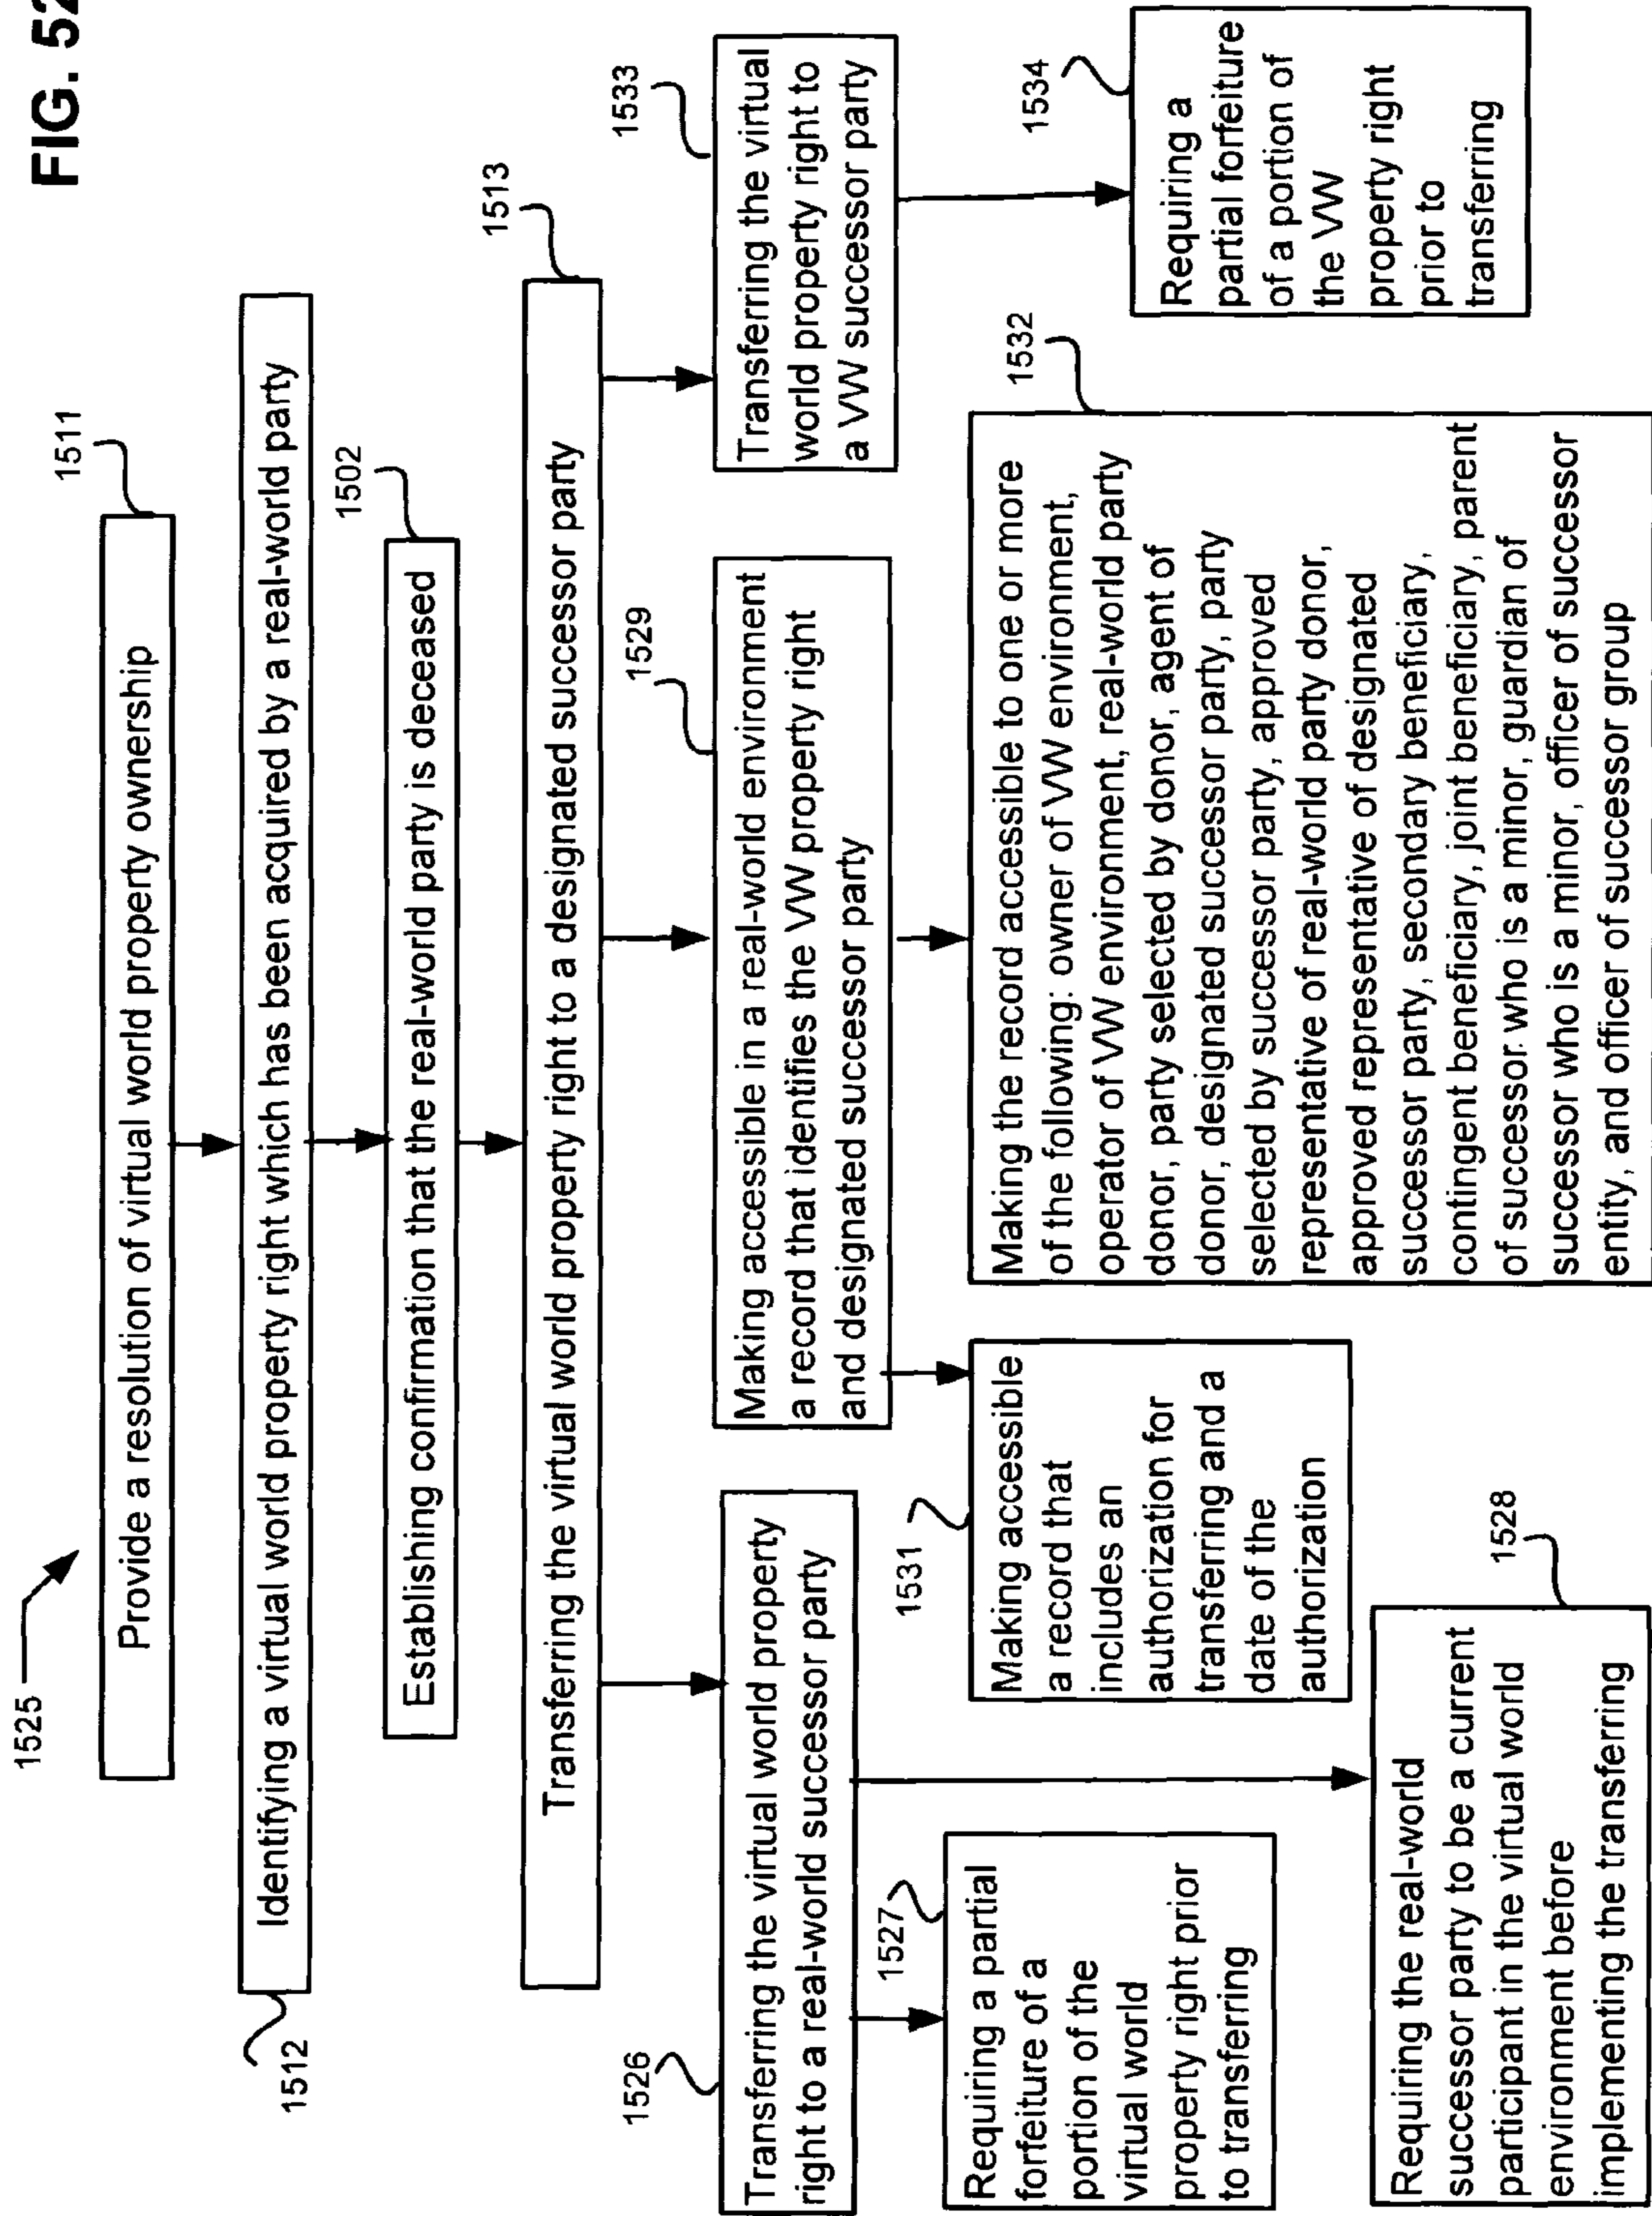 FIG. 52
1525
1511
Provide a resolution of virtual world property ownership
1512
Identifying a virtual world property right which has been acquired by a real-world party
1502
Establishing confirmation that the real-world party is deceased
1513
Transferring the virtual world property right to a designated successor party
1526
Transferring the virtual world property
right to a real-world successor party
1529
Making accessible in a real-world environment
a record that identifies the VW property right
and designated successor party
1533
Transferring the virtual
world property right to
a VW successor party
1527
Requiring a partial
forfeiture of a
portion of the
virtual world
property right prior
to transferring
1531
Making accessible
a record that
includes an
authorization for
transferring and a
date of the
authorization
1532
Making the record accessible to one or more
of the following: owner of VW environment,
operator of VW environment, real-world party
donor, party selected by donor, agent of
donor, designated successor party, party
selected by successor party, approved
representative of real-world party donor,
approved representative of designated
successor party, secondary beneficiary,
contingent beneficiary, joint beneficiary, parent
of successor who is a minor, guardian of
successor who is a minor, officer of successor
entity, and officer of successor group
1534
Requiring a
partial forfeiture
of a portion of
the VW
property right
prior to
transferring
1528
Requiring the real-world
successor party to be a current
participant in the virtual world
environment before
implementing the transferring